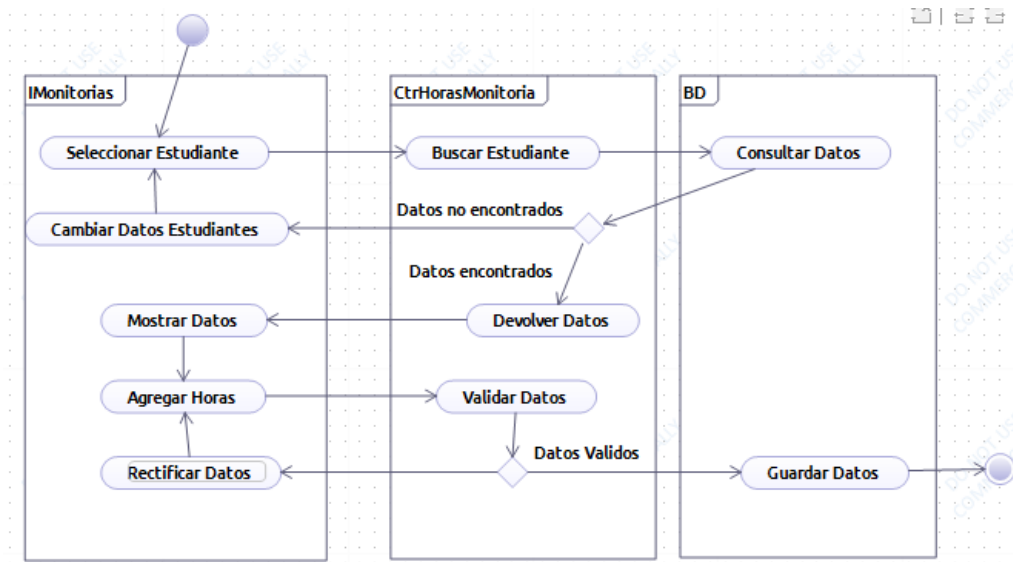 IMonitorias
CtrHorasMonitoria
BD
Seleccionar Estudiante
Buscar Estudiante
Consultar Datos
Datos no encontrados
Cambiar Datos Estudiantes
Datos encontrados
Mostrar Datos
Devolver Datos
Agregar Horas
Validar Datos
Datos Validos
Rectificar Datos
Guardar Datos